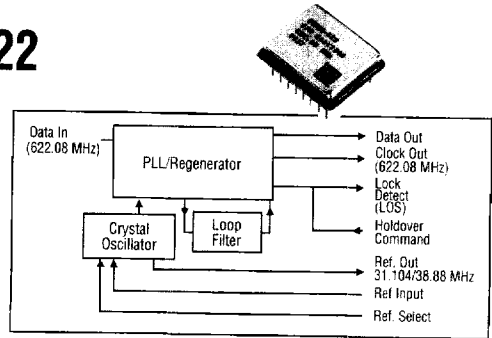 22
Data In
(622.08 MHz)
PLL/Regenerator
Crystal
Oscillator
Loop
Filter
Data Out
Clock Out
(622.08 MHz)
Lock
Detect
(LOS)
Holdover
Command
Ref. Out
31.104/38.88 MHz
Ref Input
Ref. Select